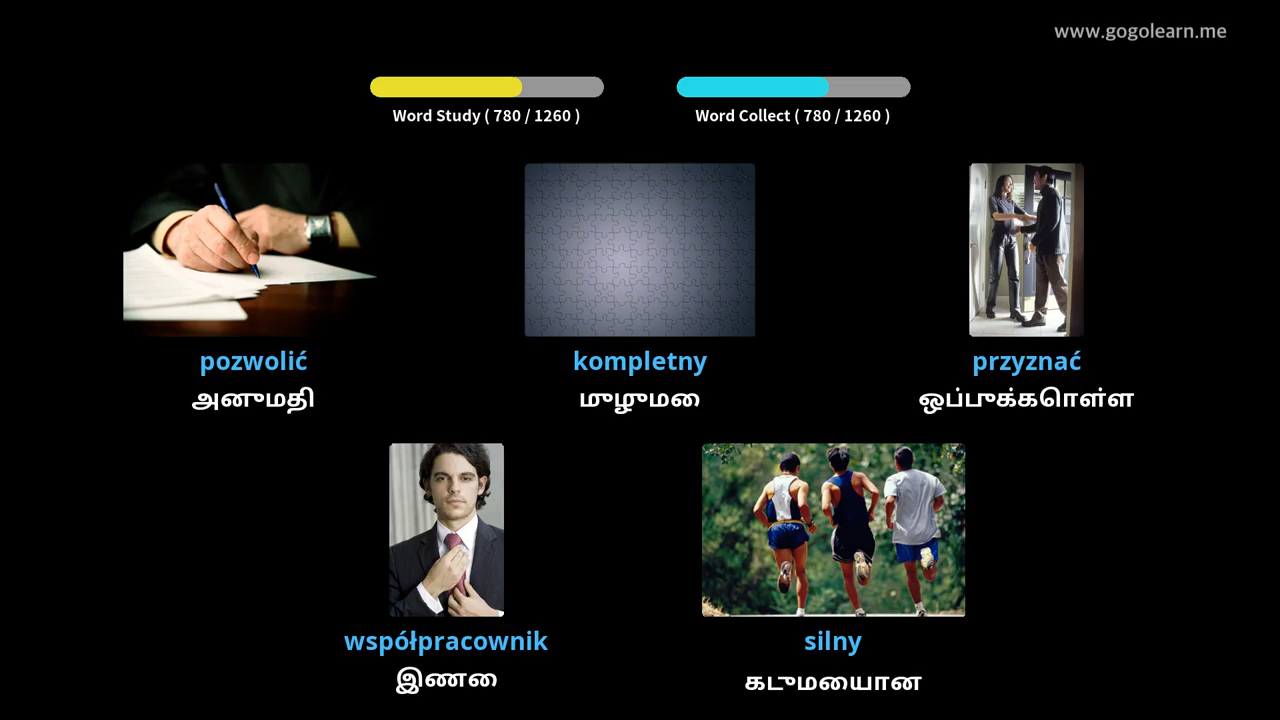 www.gogolearn.me
Word Study ( 780 / 1260 )
Word Collect ( 780 / 1260 )
pozwolić
kompletny
przyznać
அனுமதி
முழுமை
ஒப்புக்கொள்ள
współpracownik
silny
இணை
கடுமையான